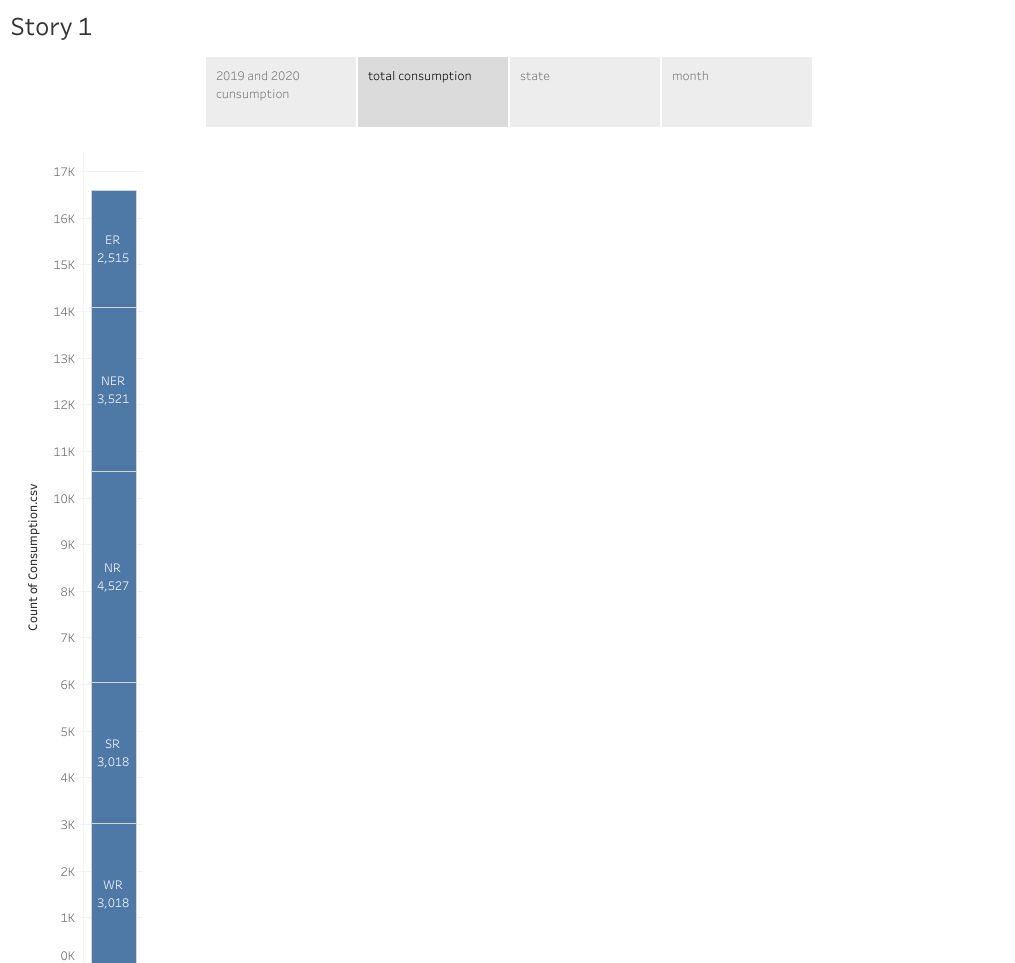 Story 1
2019 and 2020
cunsumption
total consumption
state
month
17K
16K
15K
14K
13K
12K
11K
10K
9K
8K
7K
6K
5K
4K
3K
2K
1K
0K
Count of Consumption.csv
ER
2,515
NER
3,521
NR
4,527
SR
3,018
WR
3,018